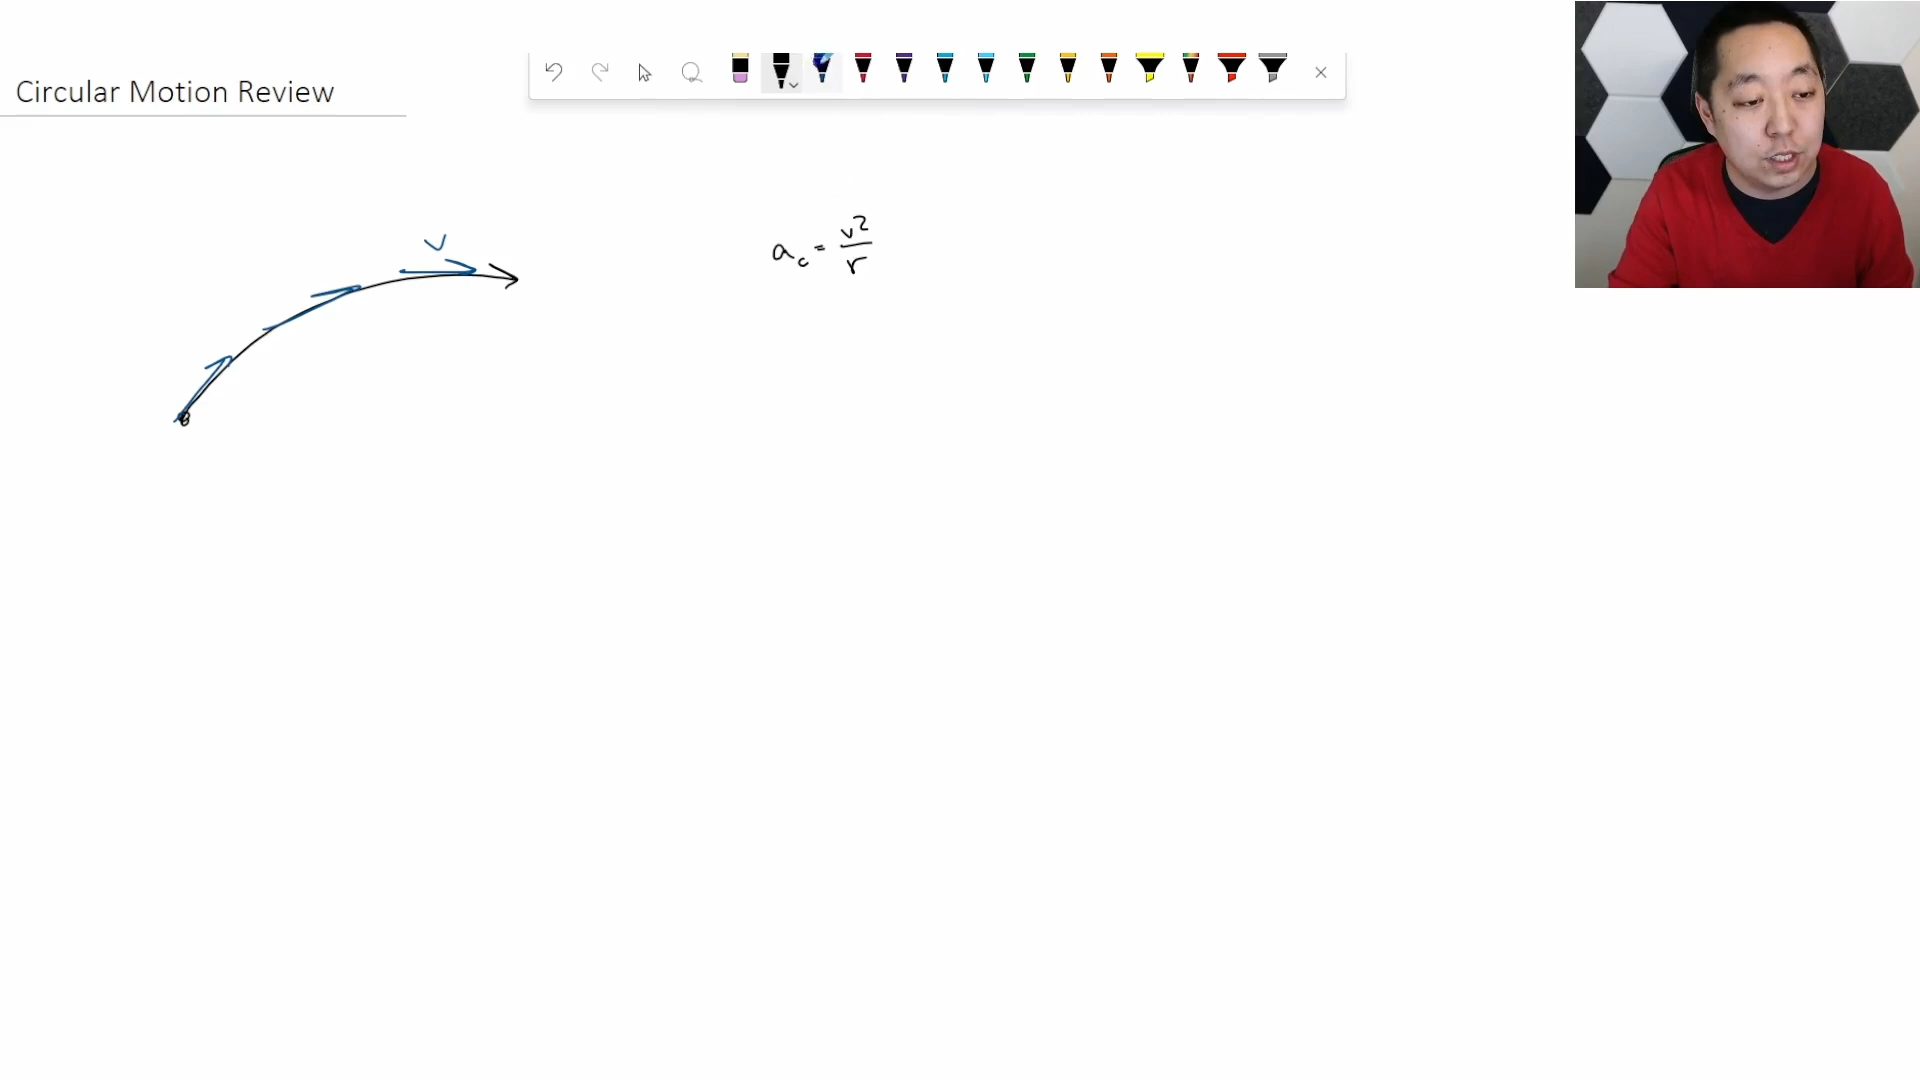 Circular Motion Review
v
a_c = v²/r